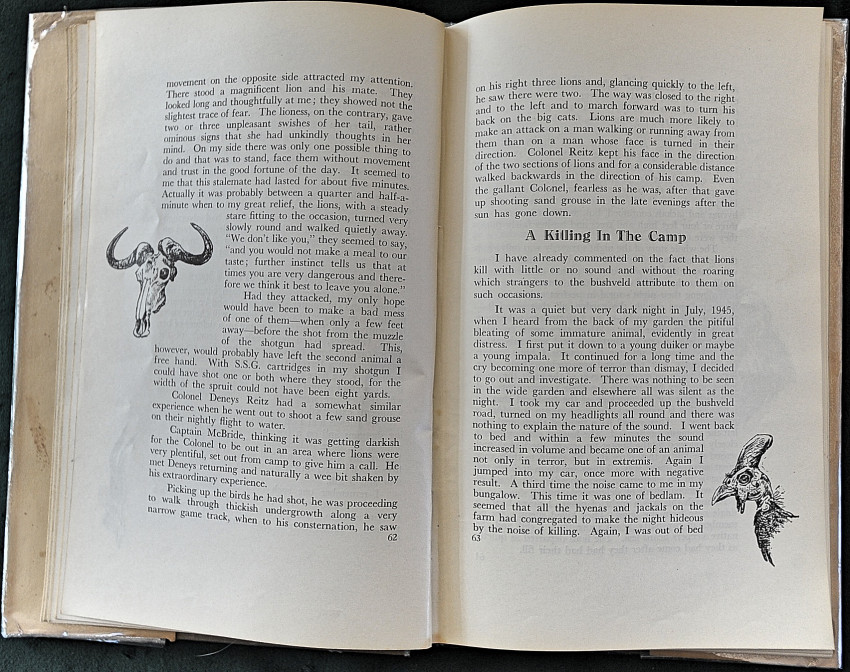 movement on the opposite side attracted my attention.
There stood a magnificent lion and his mate. They
looked long and thoughtfully at me; they showed not the
slightest trace of fear. The lioness, on the contrary, gave
two or three unpleasant swishes of her tail, rather
ominous signs that she had unkindly thoughts in her
mind. On my side there was only one possible thing to
do and that was to stand, face them without movement
and trust in the good fortune of the day. It seemed to
me that this stalemate had lasted for about five minutes.
Actually it was probably between a quarter and half-a-
minute when to my great relief, the lions, with a steady
stare fitting to the occasion, turned very
slowly round and walked quietly away.
"We don't like you," they seemed to say,
"and you would not make a meal to our
taste; further instinct tells us that at
times you are very dangerous and there-
fore we think it best to leave you alone."
Had they attacked, my only hope
would have been to make a bad mess
of one of them—when only a few feet
away—before the shot from the muzzle
of the shotgun had spread. This,
however, would probably have left the second animal a
free hand. With S.S.G. cartridges in my shotgun I
could have shot one or both where they stood, for the
width of the spruit could not have been eight yards.
Colonel Deneys Reitz had a somewhat similar
experience when he went out to shoot a few sand grouse
on their nightly flight to water.
Captain McBride, thinking it was getting darkish
for the Colonel to be out in an area where lions were
very plentiful, set out from camp to give him a call. He
met Deneys returning and naturally a wee bit shaken by
his extraordinary experience.
Picking up the birds he had shot, he was proceeding
to walk through thickish undergrowth along a very
narrow game track, when to his consternation, he saw
62
on his right three lions and, glancing quickly to the left,
he saw there were two. The way was closed to the right
and to the left and to march forward was to turn his
back on the big cats. Lions are much more likely to
make an attack on a man walking or running away from
them than on a man whose face is turned in their
direction. Colonel Reitz kept his face in the direction
of the two sections of lions and for a considerable distance
walked backwards in the direction of his camp. Even
the gallant Colonel, fearless as he was, after that gave
up shooting sand grouse in the late evenings after the
sun has gone down.
A Killing In The Camp
I have already commented on the fact that lions
kill with little or no sound and without the roaring
which strangers to the bushveld attribute to them on
such occasions.
It was a quiet but very dark night in July, 1945,
when I heard from the back of my garden the pitiful
bleating of some immature animal, evidently in great
distress. I first put it down to a young duiker or maybe
a young impala. It continued for a long time and the
cry becoming one more of terror than dismay, I decided
to go out and investigate. There was nothing to be seen
in the wide garden and elsewhere all was silent as the
night. I took my car and proceeded up the bushveld
road, turned on my headlights all round and there was
nothing to explain the nature of the sound. I went back
to bed and within a few minutes the sound
increased in volume and became one of an animal
not only in terror, but in extremis. Again I
jumped into my car, once more with negative
result. A third time the noise came to me in my
bungalow. This time it was one of bedlam. It
seemed that all the hyenas and jackals on the
farm had congregated to make the night hideous
by the noise of killing. Again, I was out of bed
63